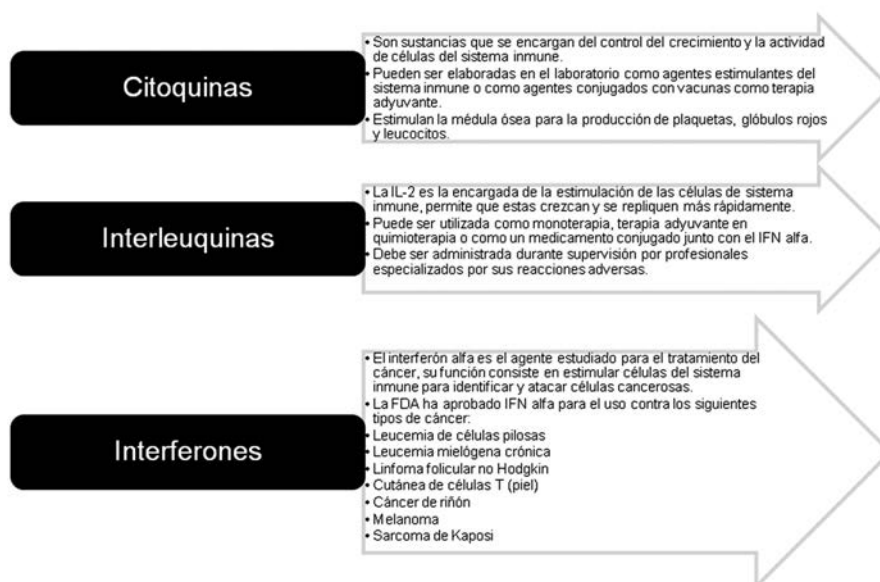 Citoquinas
• Son sustancias que se encargan del control del crecimiento y la actividad
de células del sistema inmune.
• Pueden ser elaboradas en el laboratorio como agentes estimulantes del
sistema inmune o como agentes conjugados con vacunas como terapia
adyuvante.
• Estimulan la médula ósea para la producción de plaquetas, glóbulos rojos
y leucocitos.
Interleuquinas
• La IL-2 es la encargada de la estimulación de las células de sistema
inmune, permite que estas crezcan y se repliquen más rápidamente.
• Puede ser utilizada como monoterapia, terapia adyuvante en
quimioterapia o como un medicamento conjugado junto con el IFN alfa.
• Debe ser administrada durante supervisión por profesionales
especializados por sus reacciones adversas.
Interferones
• El interferón alfa es el agente estudiado para el tratamiento del
cáncer, su función consiste en estimular células del sistema
inmune para identificar y atacar células cancerosas.
• La FDA ha aprobado IFN alfa para el uso contra los siguientes
tipos de cáncer:
• Leucemia de células pilosas
• Leucemia mielógena crónica
• Linfoma folicular no Hodgkin
• Cutánea de células T (piel)
• Cáncer de riñón
• Melanoma
• Sarcoma de Kaposi